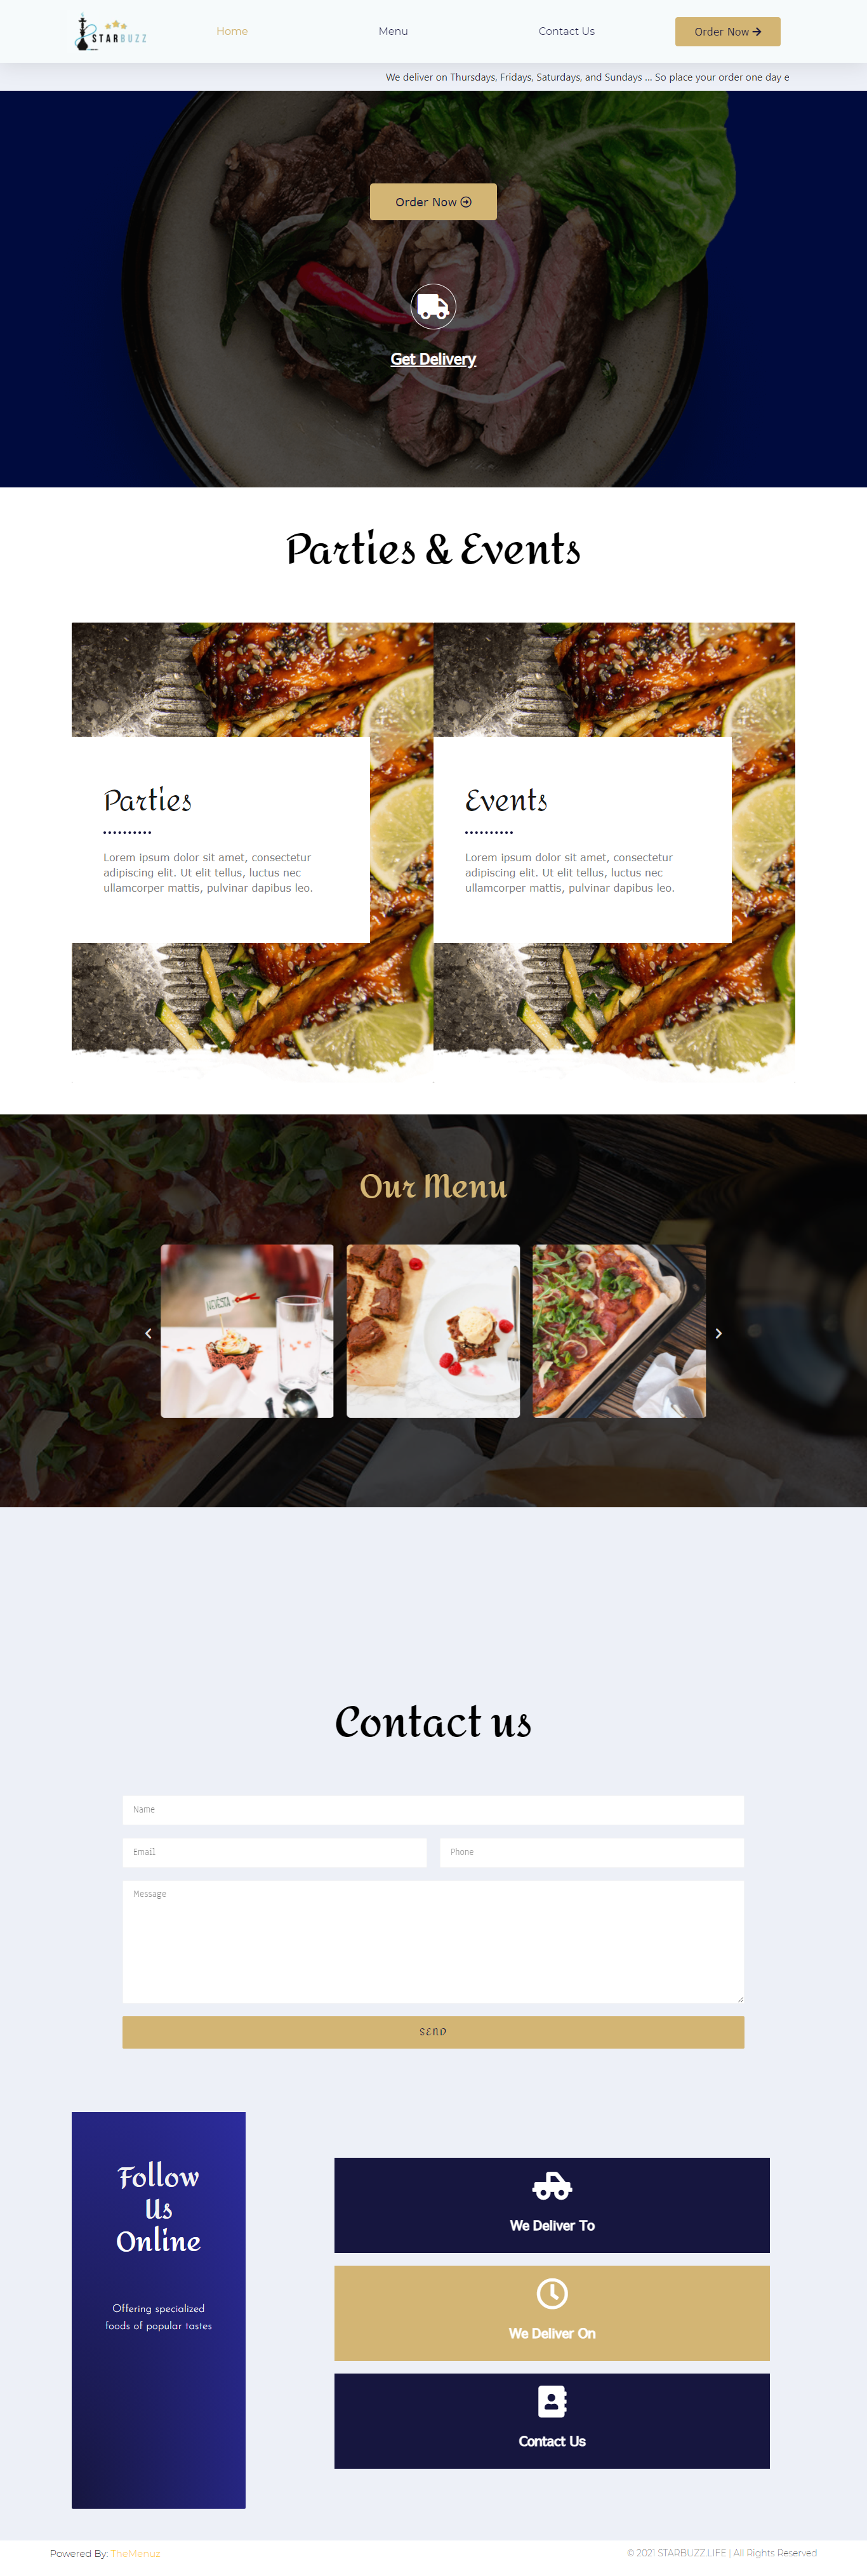 STARBUZZ
Home
Menu
Contact Us
Order Now
We deliver on Thursdays, Fridays, Saturdays, and Sundays ... So place your order one day e
Order Now
Get Delivery
Parties & Events
Parties
Lorem ipsum dolor sit amet, consectetur
adipiscing elit. Ut elit tellus, luctus nec
ullamcorper mattis, pulvinar dapibus leo.
Events
Lorem ipsum dolor sit amet, consectetur
adipiscing elit. Ut elit tellus, luctus nec
ullamcorper mattis, pulvinar dapibus leo.
Our Menu
Contact us
Name
Email
Phone
Message
SEND
Follow
Us
Online
Offering specialized
foods of popular tastes
We Deliver To
We Deliver On
Contact Us
Powered By: TheMenuz
© 2021 STARBUZZ.LIFE | All Rights Reserved